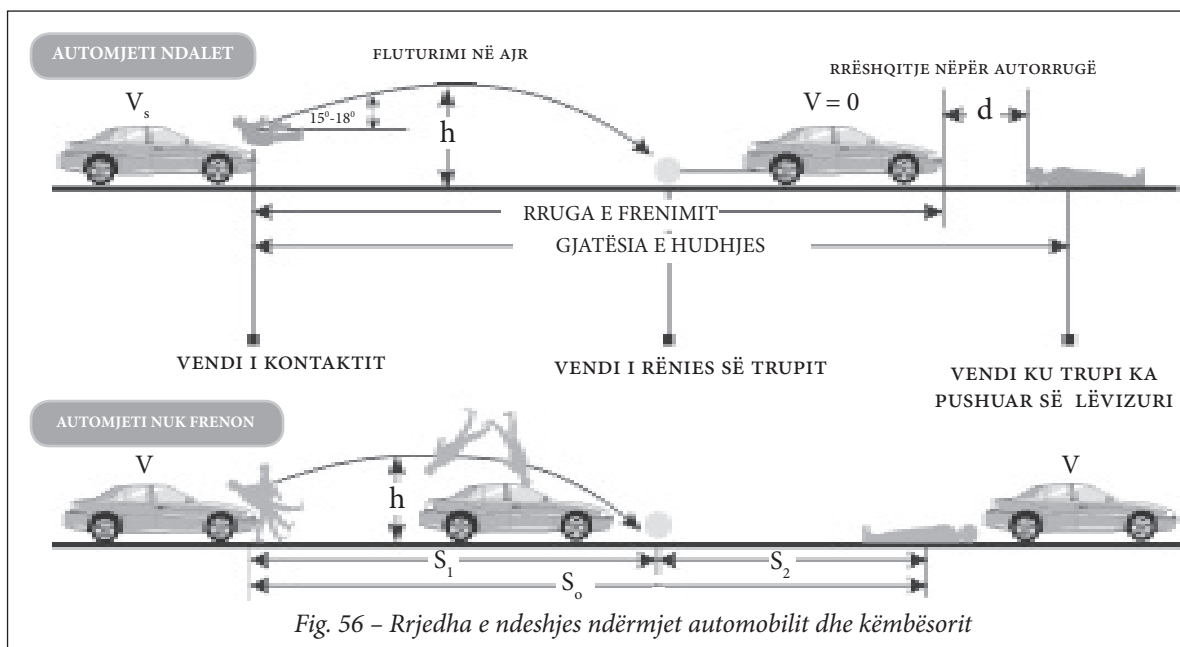 AUTOMJETI NDALET
FLUTURIMI NË AJR
RRËSHQITJE NËPËR AUTORRUGË
Vs
15⁰-18⁰
h
V = 0
d
RRUGA E FRENIMIT
GJATËSIA E HUDHJES
VENDI I KONTAKTIT
VENDI I RËNIES SË TRUPIT
VENDI KU TRUPI KA
PUSHUAR SË LËVIZURI
AUTOMJETI NUK FRENON
V
h
V
S1
S2
So
Fig. 56 – Rrjedha e ndeshjes ndërmjet automobilit dhe këmbësorit